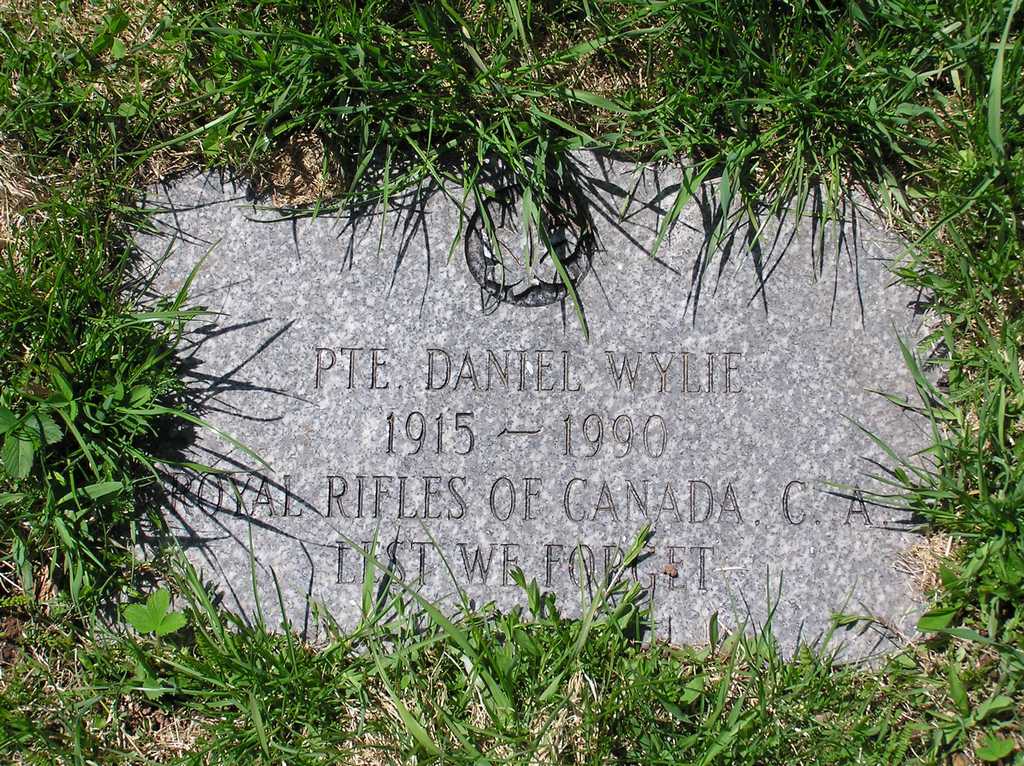 PTE. DANIEL WYLIE
1915 – 1990
ROYAL RIFLES OF CANADA. C. A.
LEST WE FORGET